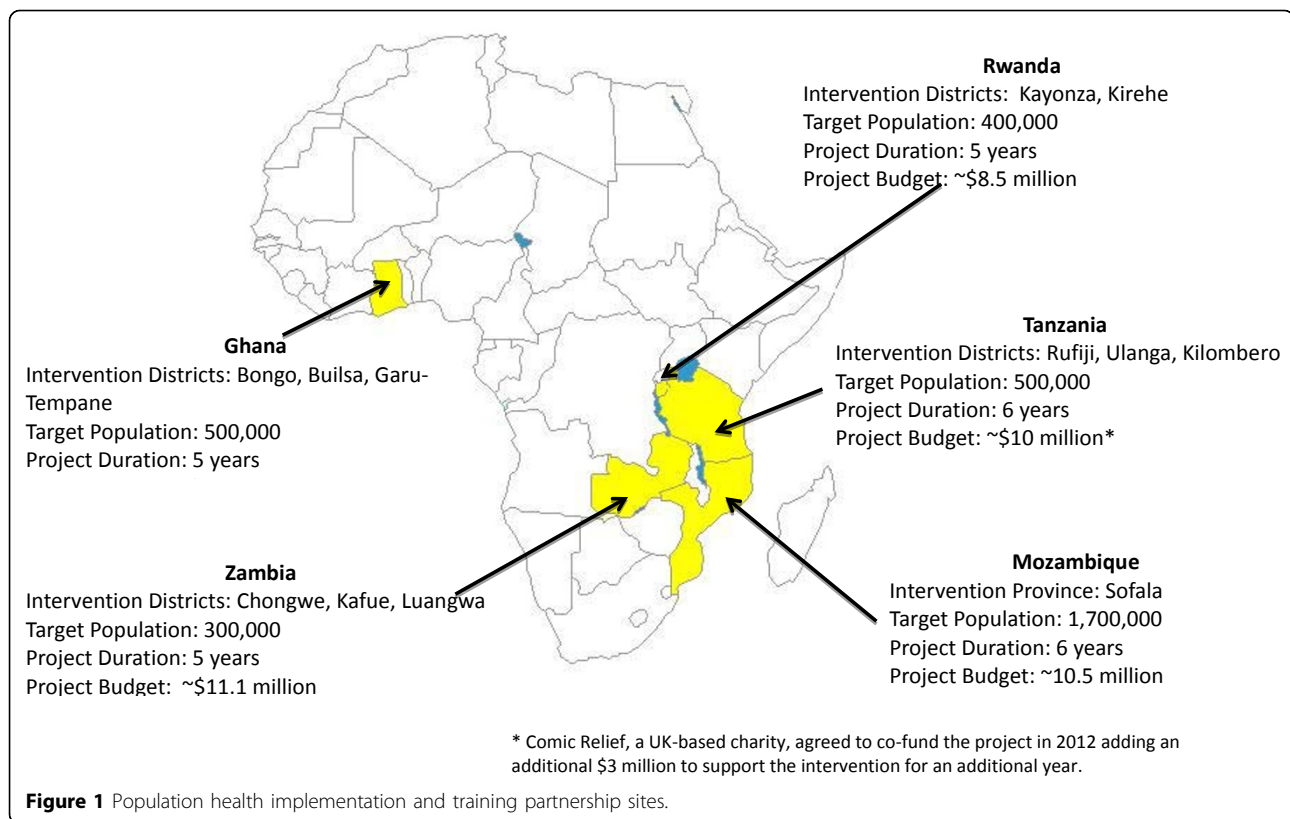 Rwanda
Intervention Districts: Kayonza, Kirehe
Target Population: 400,000
Project Duration: 5 years
Project Budget: ~$8.5 million
Ghana
Intervention Districts: Bongo, Builsa, Garu-
Tempane
Target Population: 500,000
Project Duration: 5 years
Tanzania
Intervention Districts: Rufiji, Ulanga, Kilombero
Target Population: 500,000
Project Duration: 6 years
Project Budget: ~$10 million*
Zambia
Intervention Districts: Chongwe, Kafue, Luangwa
Target Population: 300,000
Project Duration: 5 years
Project Budget: ~$11.1 million
Mozambique
Intervention Province: Sofala
Target Population: 1,700,000
Project Duration: 6 years
Project Budget: ~10.5 million
* Comic Relief, a UK-based charity, agreed to co-fund the project in 2012 adding an
additional $3 million to support the intervention for an additional year.
Figure 1 Population health implementation and training partnership sites.